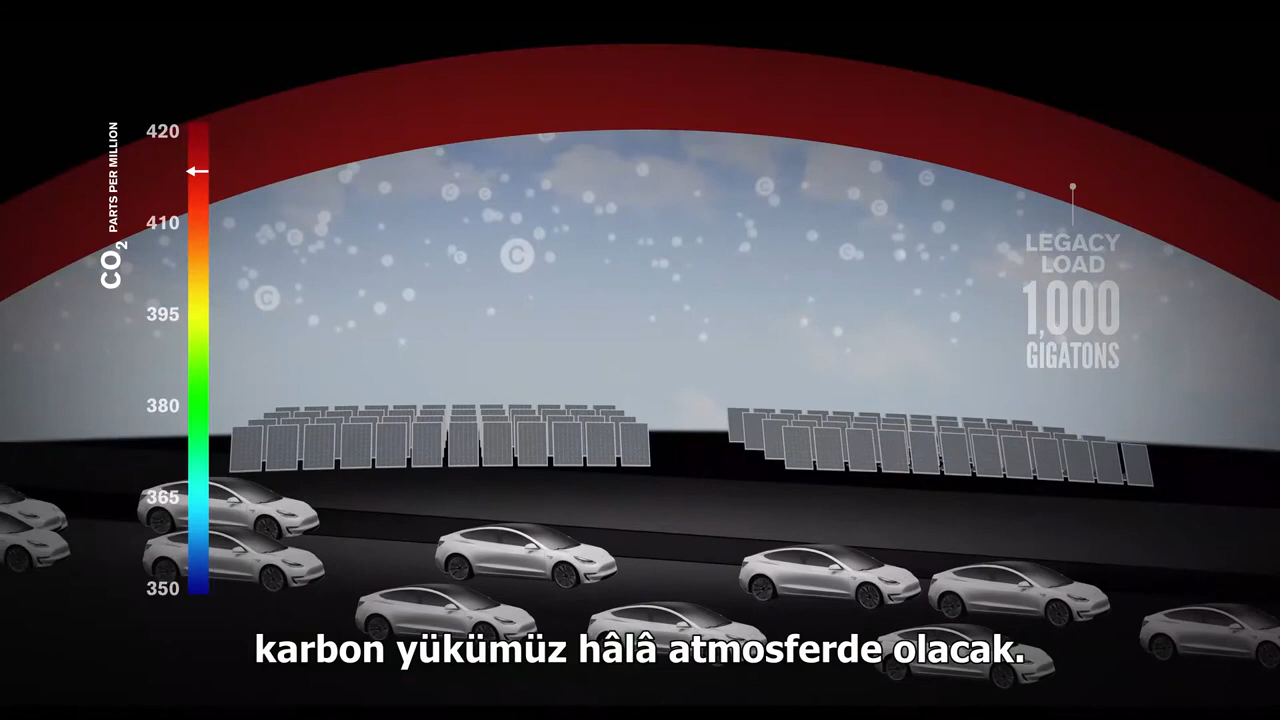 CO2 PARTS PER MILLION
420
410
395
380
365
350
C
C
C
C
C
C
C
C
C
LEGACY
LOAD
1,000
GIGATONS
karbon yükümüz hâlâ atmosferde olacak.